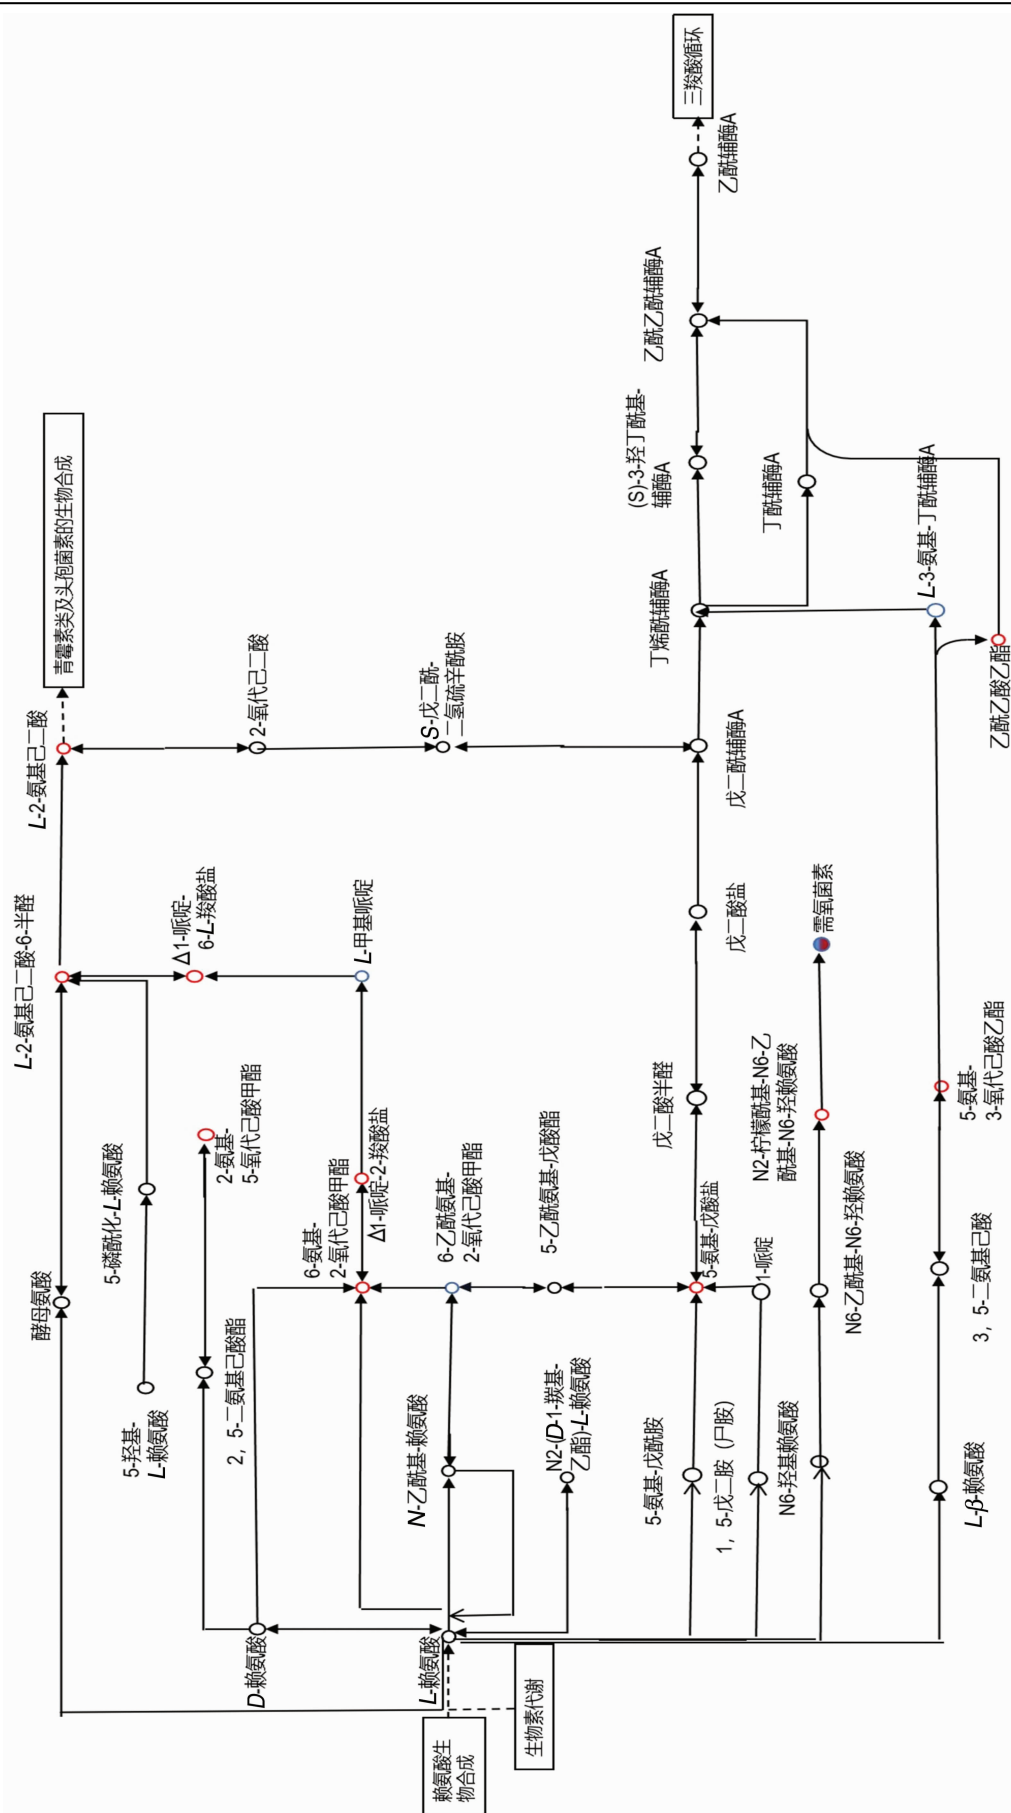 三羧酸循环
乙酰辅酶A
乙酰乙酰辅酶A
(S)-3-羟丁酰基-
辅酶A
丁酰辅酶A
L-3-氨基-丁酰辅酶A
丁烯酰辅酶A
乙酰乙酸乙酯
青霉素类及头孢菌素的生物合成
L-2-氨基己二酸
2-氧代己二酸
S-戊二酰-
二氢硫辛酰胺
戊二酰辅酶A
L-2-氨基己二酸-6-半醛
Δ1-哌啶-
6-L-羧酸盐
L-甲基哌啶
戊二酸盐
需氧菌素
5-磷酰化-L-赖氨酸
2-氨基-
5-氧代己酸甲酯
6-氨基-
2-氧代己酸甲酯
Δ1-哌啶-2-羧酸盐
6-乙酰氨基-
2-氧代己酸甲酯
5-乙酰氨基-戊酸酯
戊二酸半醛
5-氨基-戊酸盐
1-哌啶
N2-柠檬酰基-N6-乙
酰基-N6-羟赖氨酸
N6-乙酰基-N6-羟赖氨酸
5-氨基-
3-氧代己酸乙酯
3，5-二氨基己酸
酵母氨酸
5-羟基-
L-赖氨酸
2，5-二氨基己酸酯
N-乙酰基-赖氨酸
N2-(D-1-羰基-
乙酯)-L-赖氨酸
5-氨基-戊酰胺
1，5-戊二胺（尸胺）
N6-羟基赖氨酸
L-β-赖氨酸
D-赖氨酸
L-赖氨酸
赖氨酸生
物合成
生物素代谢